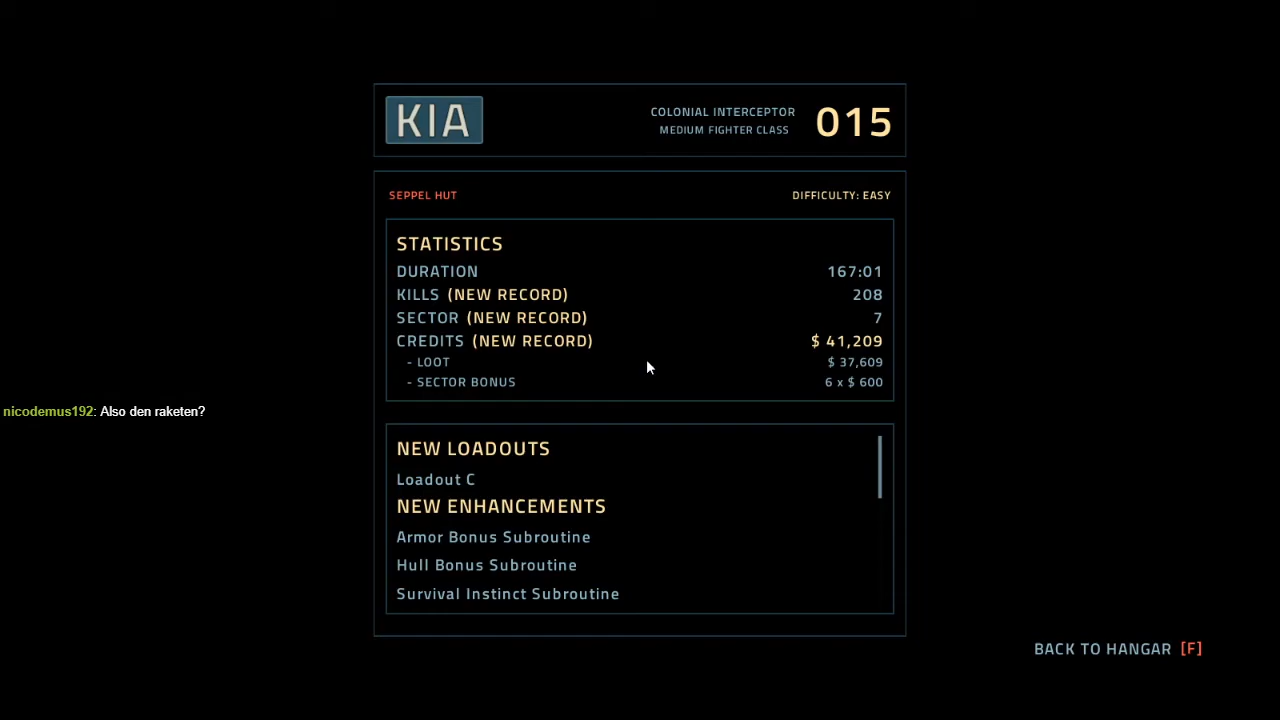 KIA
COLONIAL INTERCEPTOR
MEDIUM FIGHTER CLASS
015
SEPPEL HUT
DIFFICULTY: EASY
STATISTICS
DURATION 167:01
KILLS (NEW RECORD) 208
SECTOR (NEW RECORD) 7
CREDITS (NEW RECORD) $ 41,209
- LOOT $ 37,609
- SECTOR BONUS 6 x $ 600
nicodemus192: Also den raketen?
NEW LOADOUTS
Loadout C
NEW ENHANCEMENTS
Armor Bonus Subroutine
Hull Bonus Subroutine
Survival Instinct Subroutine
BACK TO HANGAR [F]